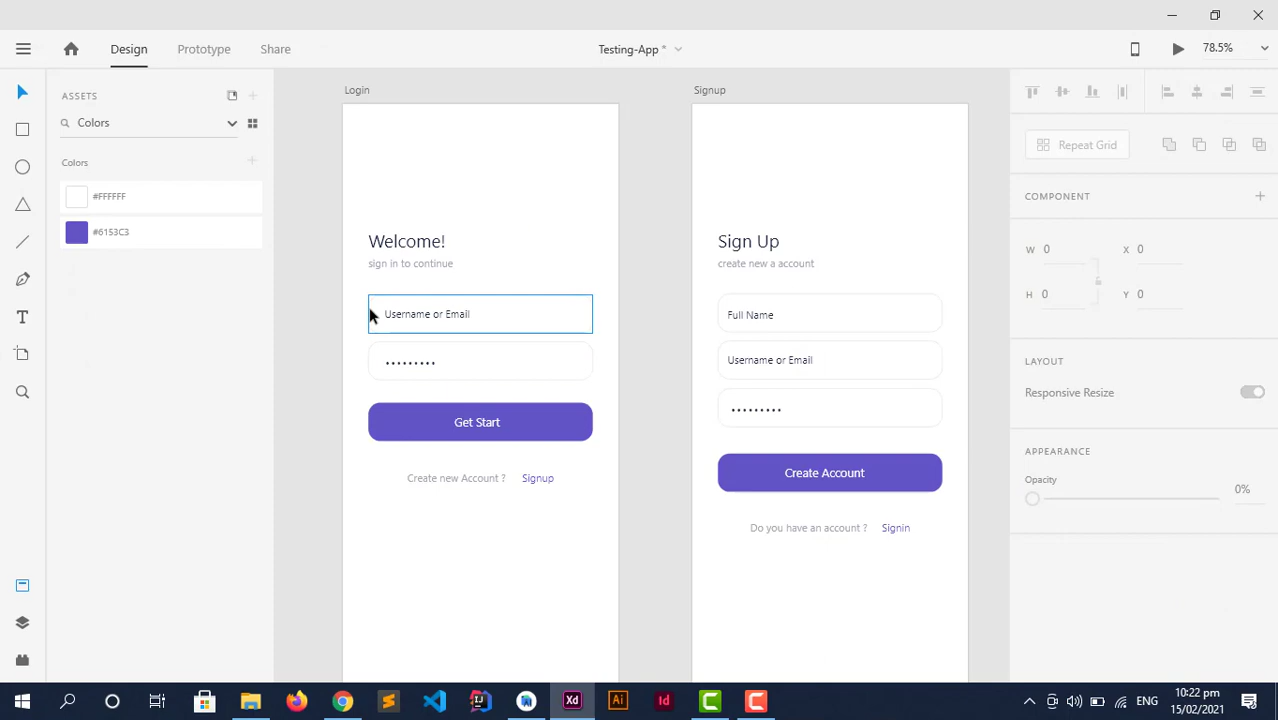 Design
Prototype
Share
Testing-App *
78.5%
ASSETS
Colors
Colors
#FFFFFF
#6153C3
Login
Welcome!
sign in to continue
Username or Email
Get Start
Create new Account ? Signup
Signup
Sign Up
create new a account
Full Name
Username or Email
Create Account
Do you have an account ? Signin
Repeat Grid
COMPONENT
W 0 X 0
H 0 Y 0
LAYOUT
Responsive Resize
APPEARANCE
Opacity
0%
Xd
Ai
Id
ENG
10:22 pm
15/02/2021